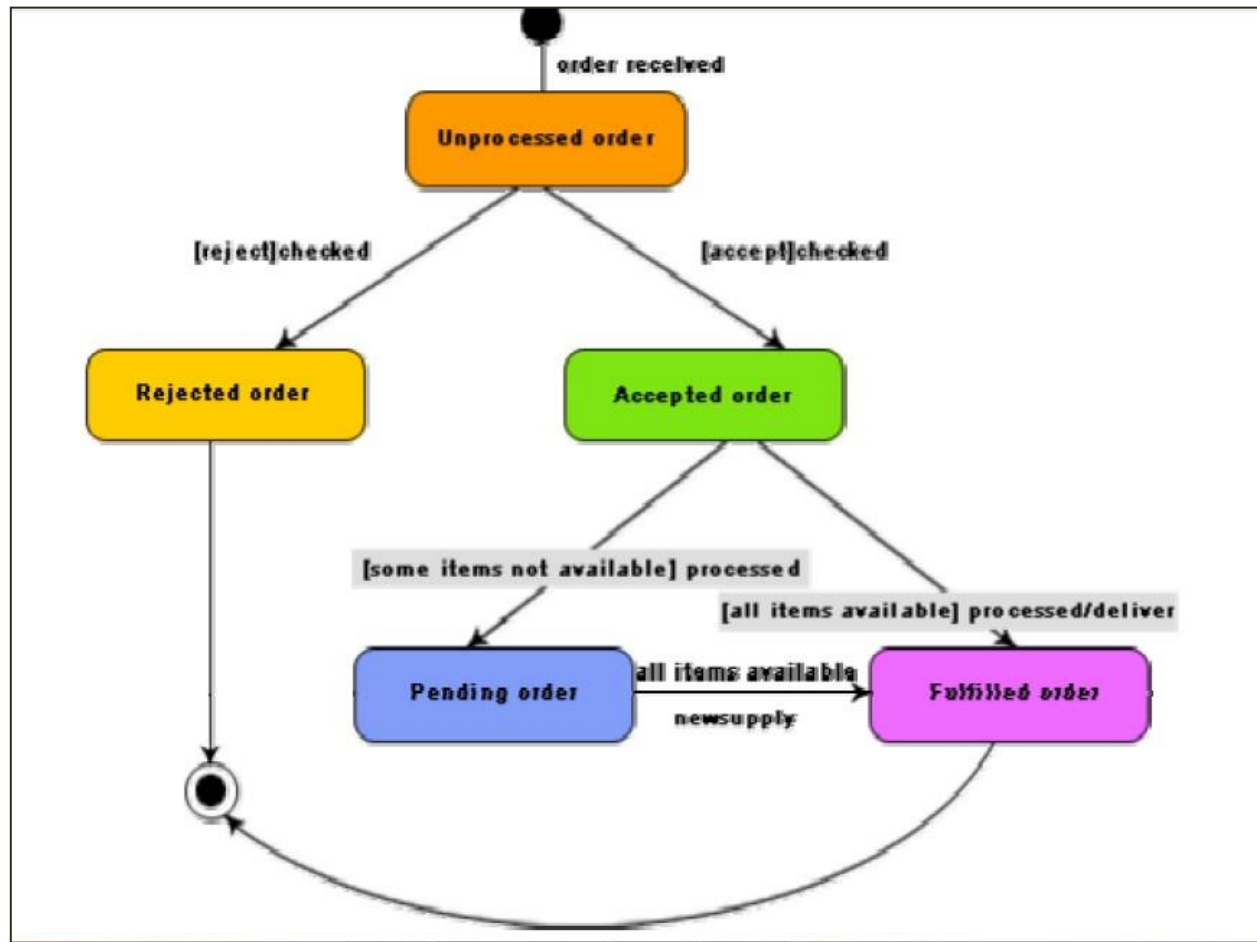 order received
Unprocessed order
[reject]checked
[accept]checked
Rejected order
Accepted order
[some items not available] processed
[all items available] processed/deliver
all items available
Pending order
Fulfilled order
newsupply